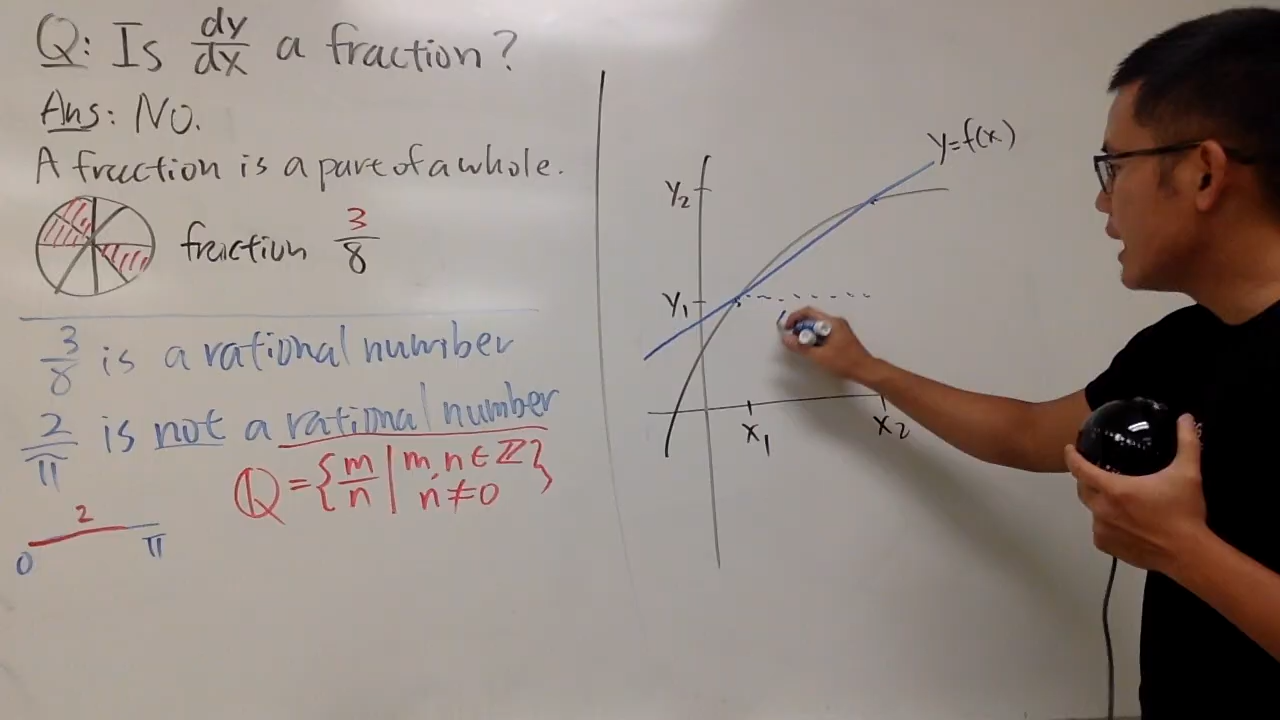 Q: Is dy/dx a fraction?
Ans: No.
A fraction is a part of a whole.
fraction 3/8
3/8 is a rational number
2/π is not a rational number
ℚ = {m/n | m, n ∈ ℤ n ≠ 0}
2
0 π
y=f(x)
y2
y1
x1 x2